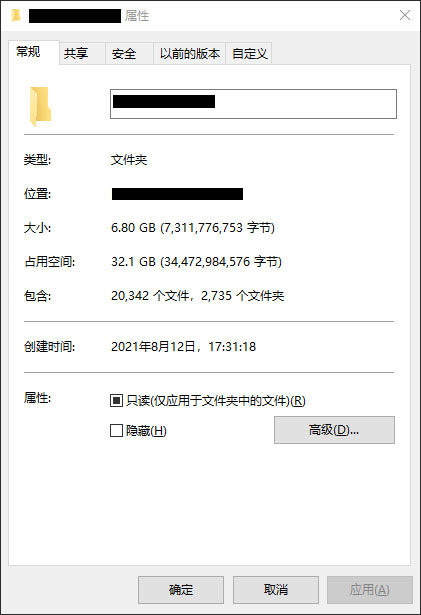 属性
常规 共享 安全 以前的版本 自定义
类型: 文件夹
位置:
大小: 6.80 GB (7,311,776,753 字节)
占用空间: 32.1 GB (34,472,984,576 字节)
包含: 20,342 个文件，2,735 个文件夹
创建时间: 2021年8月12日，17:31:18
属性: 只读(仅应用于文件夹中的文件)(R)
隐藏(H) 高级(D)...
确定 取消 应用(A)